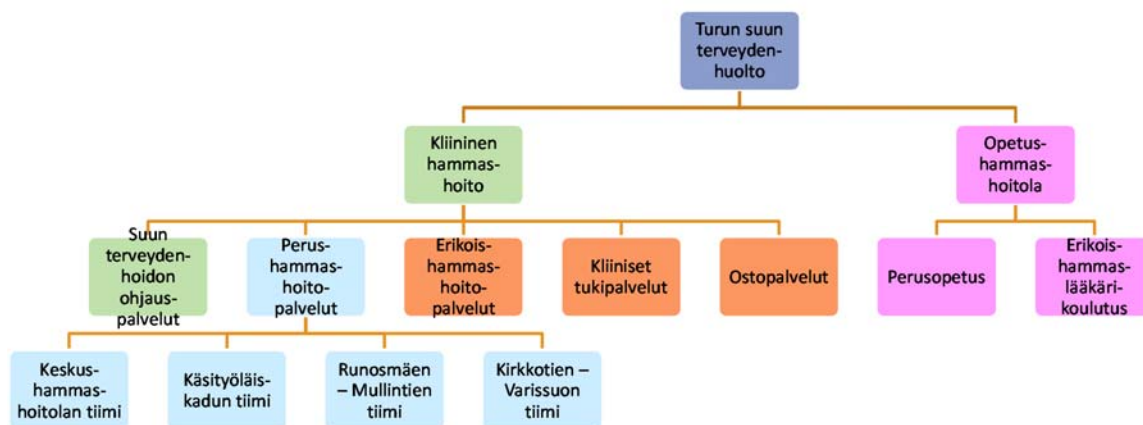 Turun suun
terveyden-
huolto
Kliininen
hammas-
hoito
Opetus-
hammas-
hoitola
Suun
terveyden-
hoidon
ohjaus-
palvelut
Perus-
hammas-
hoito-
palvelut
Erikois-
hammas-
hoito-
palvelut
Kliiniset
tukipalvelut
Ostopalvelut
Perusopetus
Erikois-
hammas-
lääkäri-
koulutus
Keskus-
hammas-
hoitolan tiimi
Käsityöläis-
kadun tiimi
Runosmäen
– Mullintien
tiimi
Kirkkotien –
Varissuon
tiimi